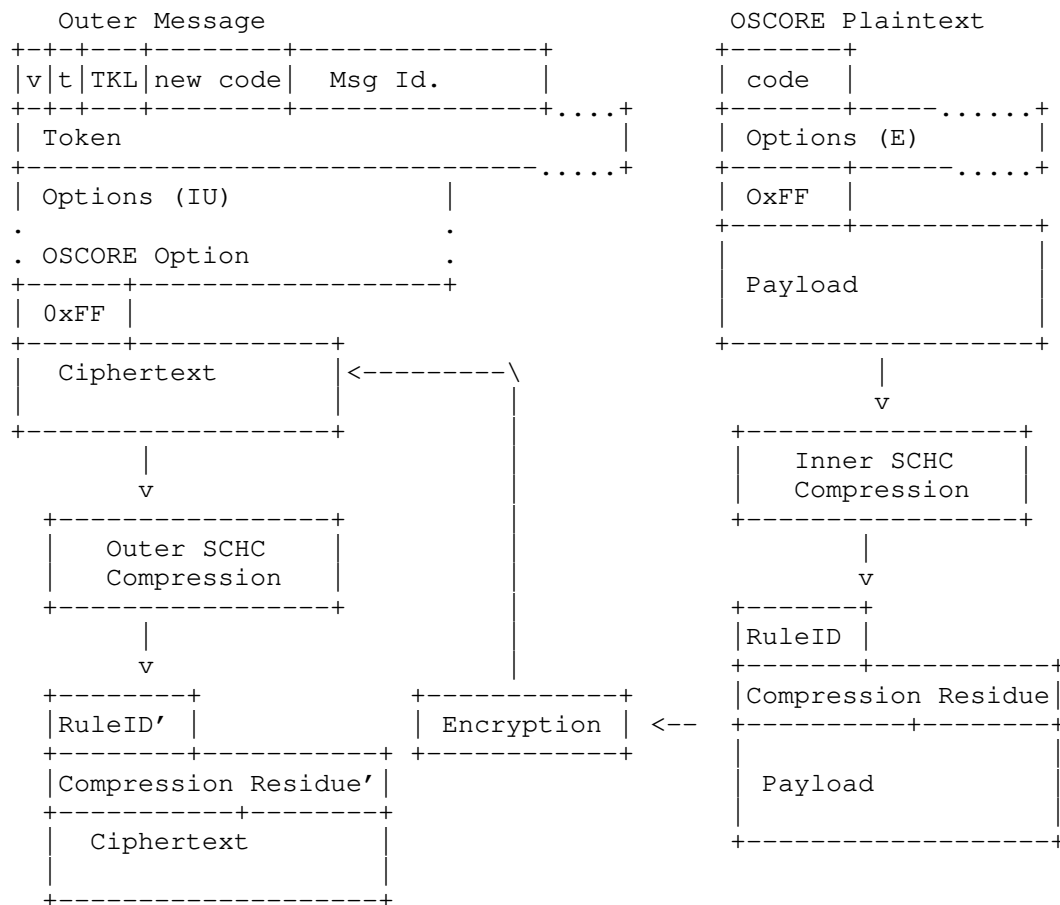 Outer Message
v t TKL new code Msg Id.
Token
Options (IU)
OSCORE Option
0xFF
Ciphertext
Outer SCHC
Compression
RuleID’
Compression Residue’
Ciphertext
OSCORE Plaintext
code
Options (E)
OxFF
Payload
Inner SCHC
Compression
RuleID
Compression Residue
Payload
Encryption